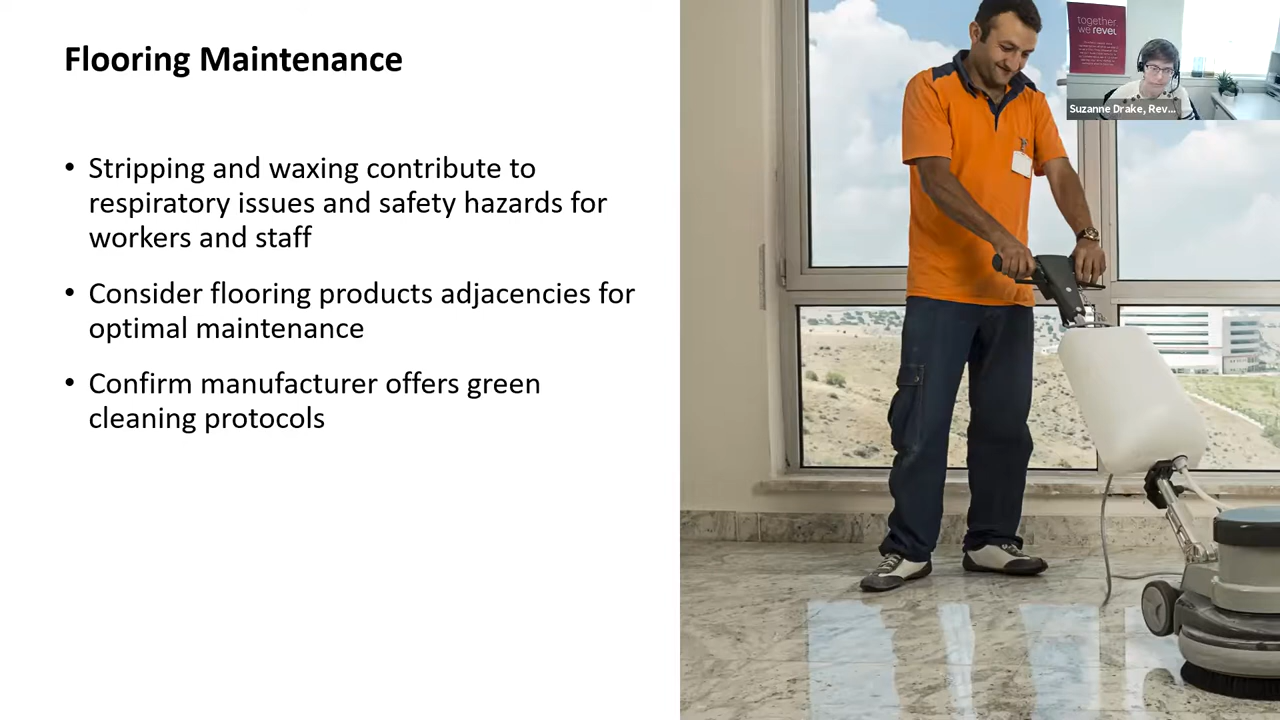 Flooring Maintenance
• Stripping and waxing contribute to
respiratory issues and safety hazards for
workers and staff
• Consider flooring products adjacencies for
optimal maintenance
• Confirm manufacturer offers green
cleaning protocols
together,
we revel
Suzanne Drake, Rev...